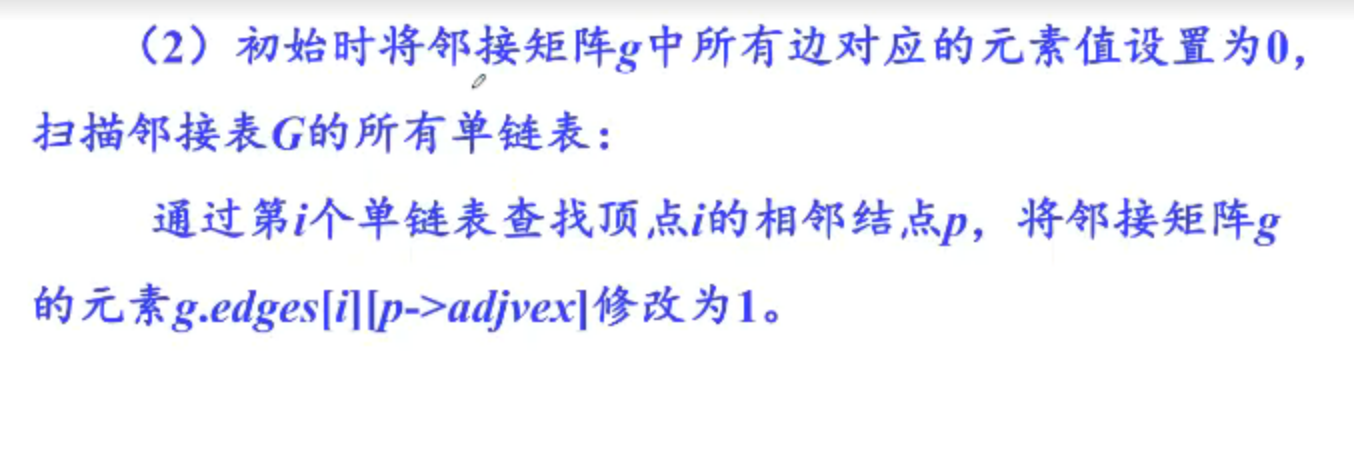 （2）初始时将邻接矩阵g中所有边对应的元素值设置为0，
扫描邻接表G的所有单链表：
通过第i个单链表查找顶点i的相邻结点p，将邻接矩阵g
的元素g.edges[i][p->adjvex]修改为1。